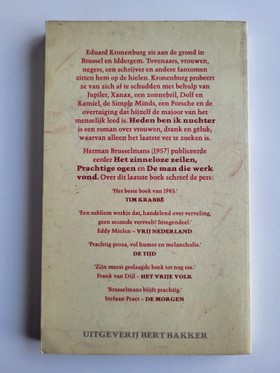 Eduard Kronenburg zit aan de grond in
Brussel en Iddergem. Tovenaars, vrouwen,
negers, een schrijver en andere fantomen
zitten hem op de hielen. Kronenburg probeert
ze van zich af te schudden met behulp van
Jupiler, Xanax, een zonnebril, Dolf en
Kamiel, de Simple Minds, een Porsche en de
overtuiging dat hijzelf de majoor van het
menselijk leed is. Heden ben ik nuchter
is een roman over vrouwen, drank en geluk,
waarvan alleen het laatste ver te zoeken is.
Herman Brusselmans (1957) publiceerde
eerder Het zinneloze zeilen,
Prachtige ogen en De man die werk
vond. Over dit laatste boek schreef de pers:
'Het beste boek van 1985.'
TIM KRABBÉ
'Een subliem werkje dat, handelend over verveling,
geen seconde verveelt! Integendeel.'
Eddy Mielen – VRIJ NEDERLAND
'Prachtig proza, vol humor en melancholie.'
DE TIJD
'Zijn meest geslaagde boek tot nog toe.'
Frank van Dijl – HET VRIJE VOLK
'Brusselmans blijft prachtig.'
Stefaan Praet – DE MORGEN
UITGEVERIJ BERT BAKKER